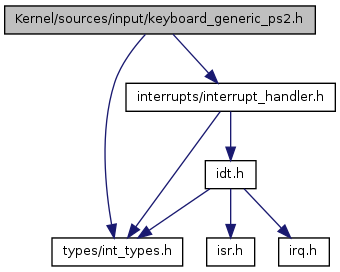 Kernel/sources/input/keyboard_generic_ps2.h
interrupts/interrupt_handler.h
idt.h
types/int_types.h
isr.h
irq.h